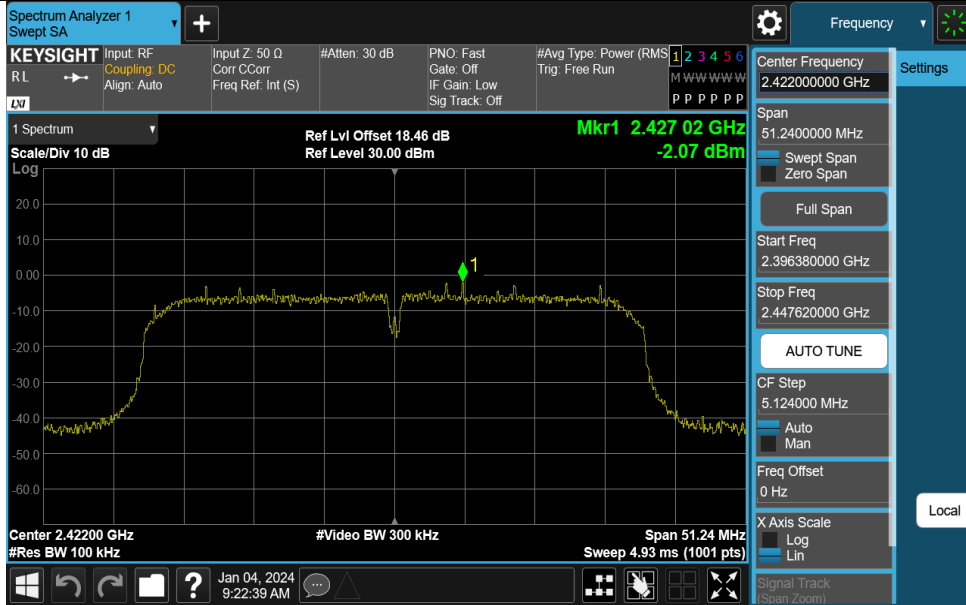 Spectrum Analyzer 1
Swept SA
+
Frequency
KEYSIGHT
R L
LXI
Input: RF
Coupling: DC
Align: Auto
Input Z: 50 Ω
Corr CCorr
Freq Ref: Int (S)
#Atten: 30 dB
PNO: Fast
Gate: Off
IF Gain: Low
Sig Track: Off
#Avg Type: Power (RMS
Trig: Free Run
1 2 3 4 5 6
M W W W W W
P P P P P P
1 Spectrum
Scale/Div 10 dB
Log
Ref Lvl Offset 18.46 dB
Ref Level 30.00 dBm
Mkr1 2.427 02 GHz
-2.07 dBm
20.0
10.0
0.00
-10.0
-20.0
-30.0
-40.0
-50.0
-60.0
1
Center 2.42200 GHz
#Res BW 100 kHz
#Video BW 300 kHz
Span 51.24 MHz
Sweep 4.93 ms (1001 pts)
Center Frequency
2.422000000 GHz
Span
51.2400000 MHz
Swept Span
Zero Span
Full Span
Start Freq
2.396380000 GHz
Stop Freq
2.447620000 GHz
AUTO TUNE
CF Step
5.124000 MHz
Auto
Man
Freq Offset
0 Hz
X Axis Scale
Log
Lin
Signal Track
(Span Zoom)
Settings
Local
?
Jan 04, 2024
9:22:39 AM